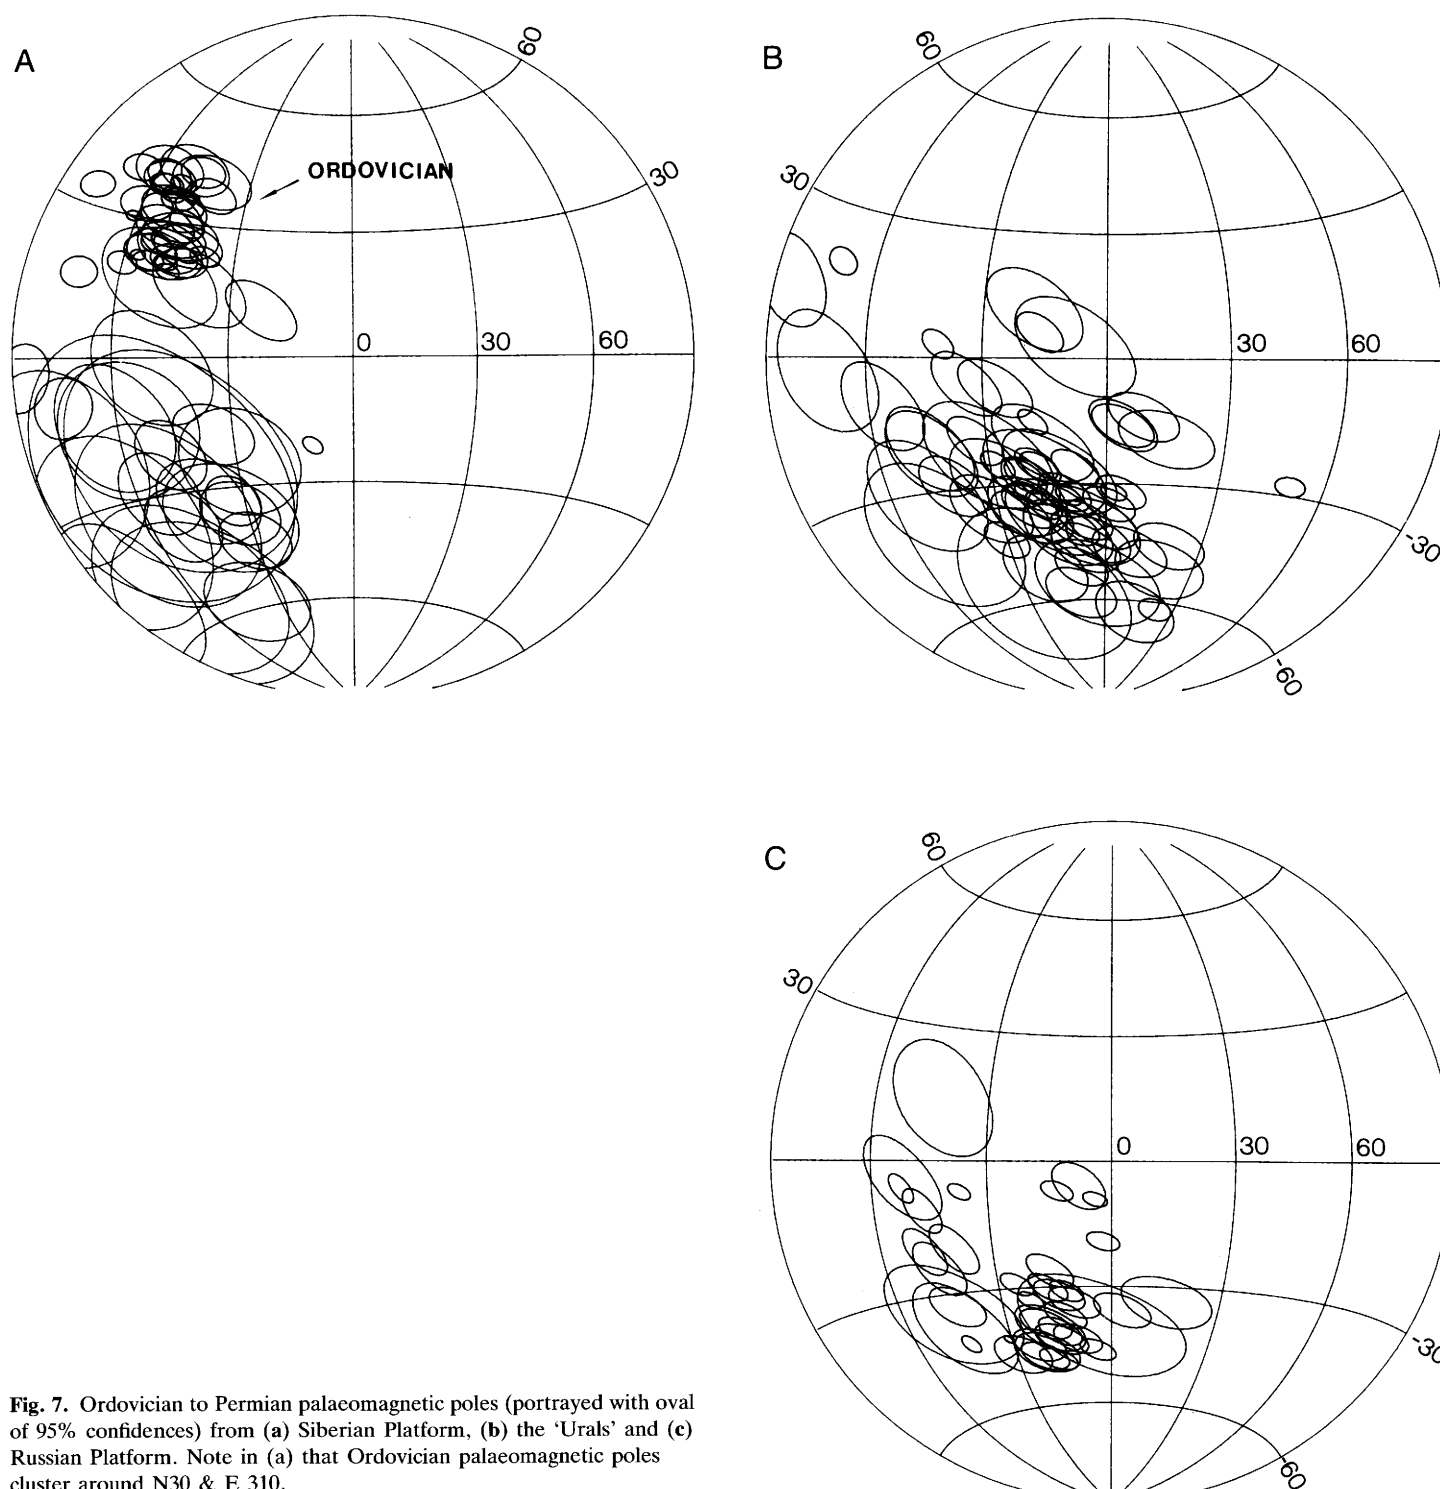 A
60
ORDOVICIAN
30
0
30
60
B
60
30
30
60
-30
-60
C
60
30
0
30
60
-30
-60
Fig. 7. Ordovician to Permian palaeomagnetic poles (portrayed with oval
of 95% confidences) from (a) Siberian Platform, (b) the ‘Urals’ and (c)
Russian Platform. Note in (a) that Ordovician palaeomagnetic poles
cluster around N30 & E 310.